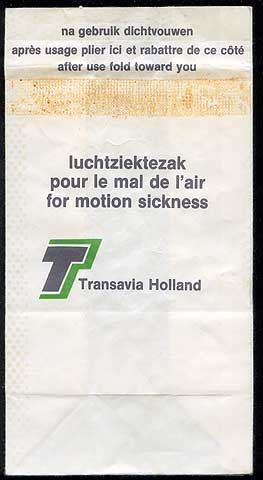 na gebruik dichtvouwen
après usage plier ici et rabattre de ce côté
after use fold toward you
luchtziektezak
pour le mal de l'air
for motion sickness
T Transavia Holland